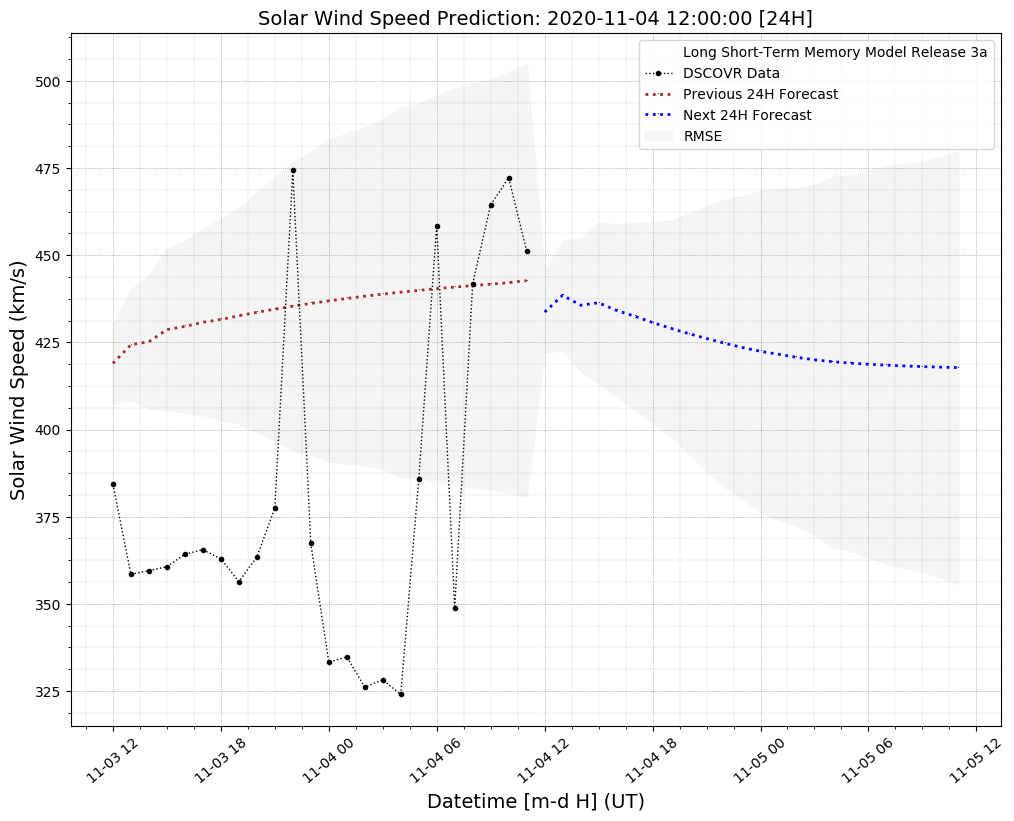 Solar Wind Speed Prediction: 2020-11-04 12:00:00 [24H]
Long Short-Term Memory Model Release 3a
DSCOVR Data
Previous 24H Forecast
Next 24H Forecast
RMSE
Solar Wind Speed (km/s)
500
475
450
425
400
375
350
325
11-03 12
11-03 18
11-04 00
11-04 06
11-04 12
11-04 18
11-05 00
11-05 06
11-05 12
Datetime [m-d H] (UT)